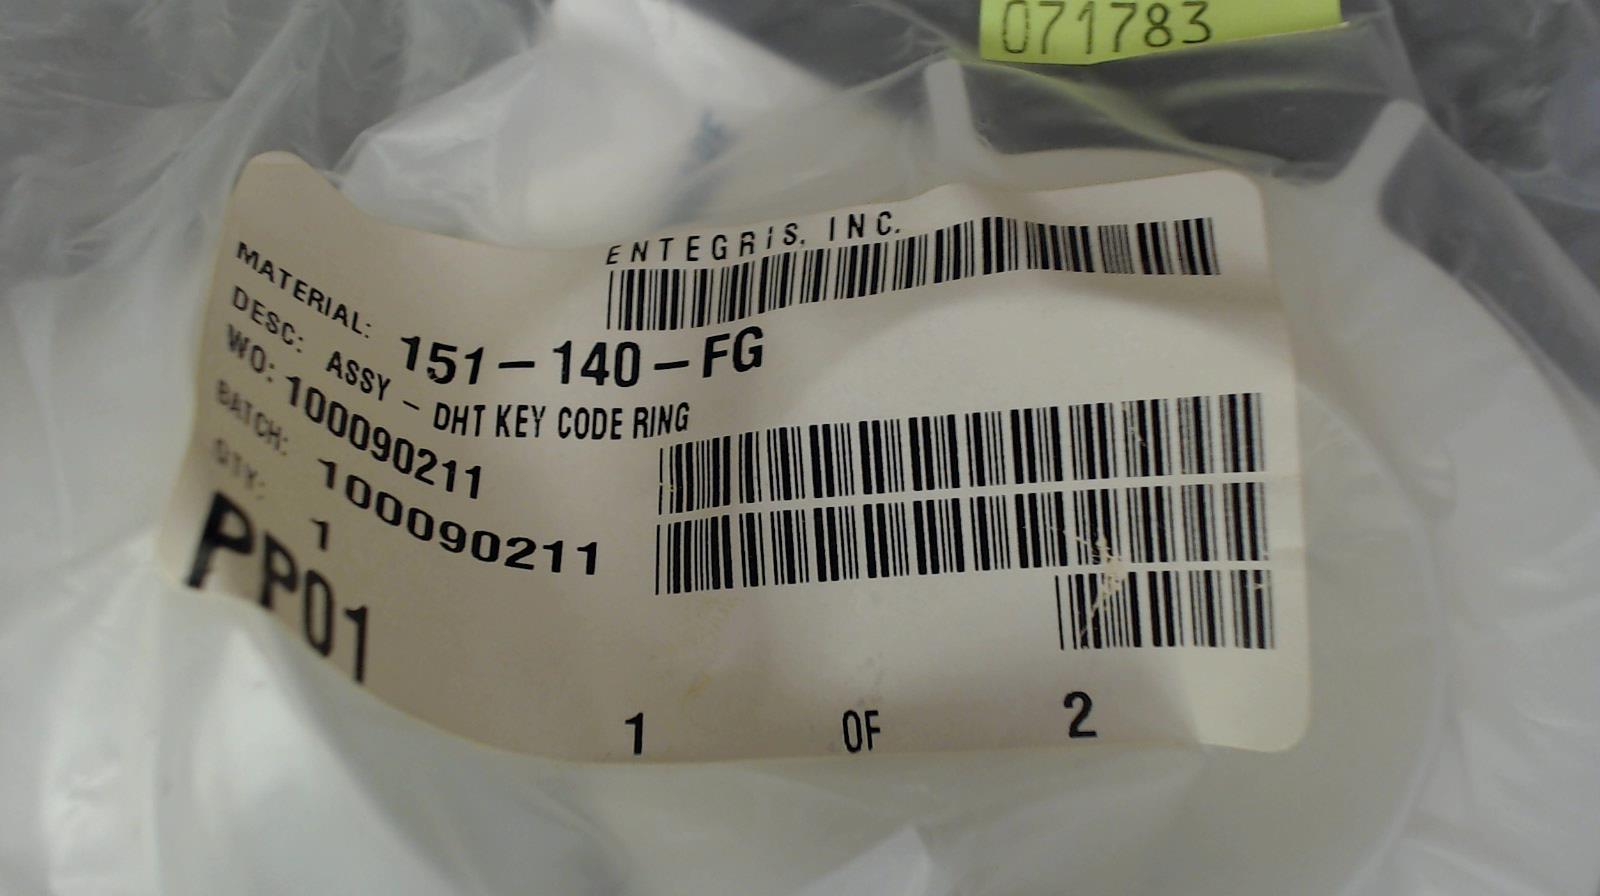 071783
ENTEGRIS, INC.
MATERIAL: 151-140-FG
DESC: ASSY - DHT KEY CODE RING
WO: 100090211
BATCH: 100090211
QTY: 1
PP01
1 OF 2